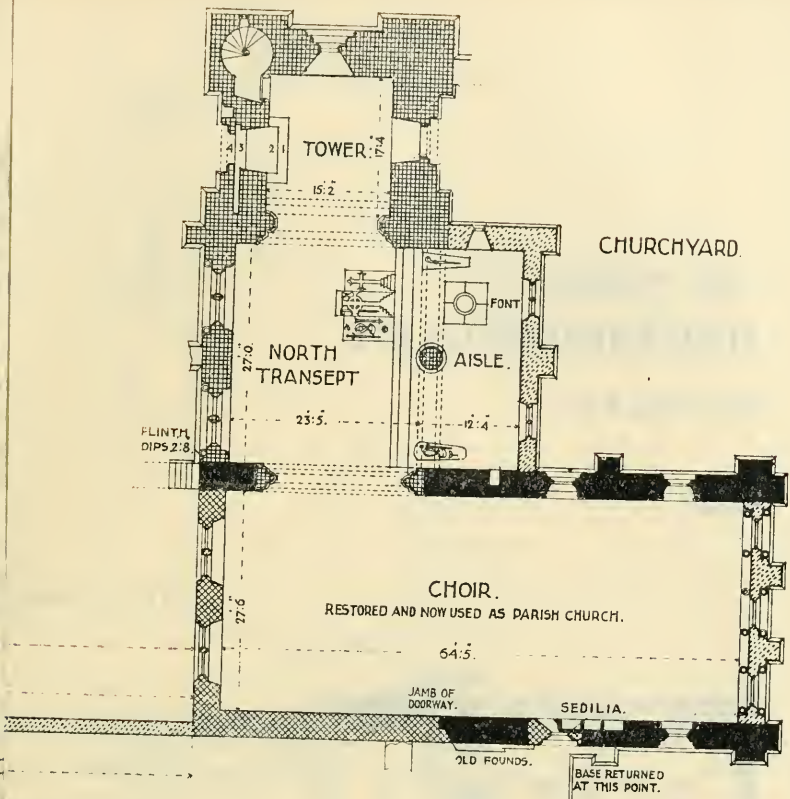 4 3 2 1
TOWER.
17:4
15:2
CHURCHYARD.
FONT
NORTH
TRANSEPT
AISLE.
27:0.
23:5.
12:4
FLINT.H.
DIPS 2:8.
CHOIR.
RESTORED AND NOW USED AS PARISH CHURCH.
27:6
64:5.
JAMB OF
DOORWAY.
SEDILIA.
OLD FOUNDS.
BASE RETURNED
AT THIS POINT.